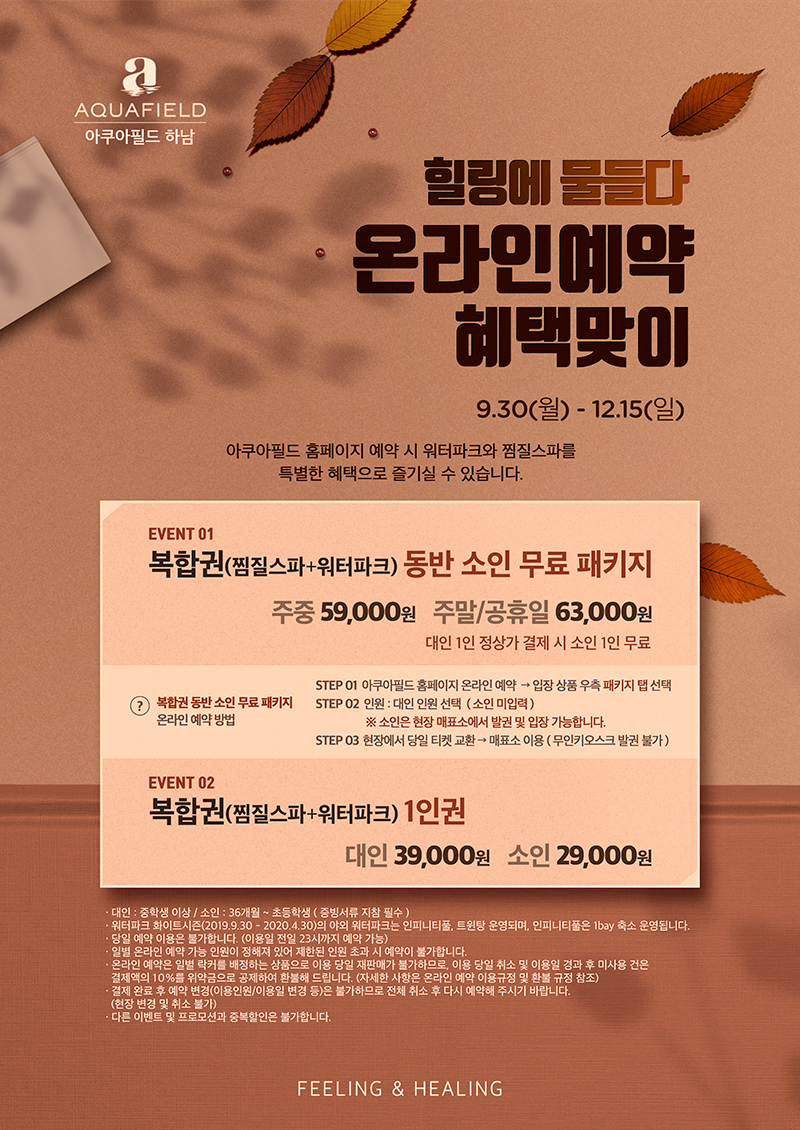 a
AQUAFIELD
아쿠아필드 하남
힐링에 물들다
온라인예약
혜택맞이
9.30(월) - 12.15(일)
아쿠아필드 홈페이지 예약 시 워터파크와 찜질스파를
특별한 혜택으로 즐기실 수 있습니다.
EVENT 01
복합권(찜질스파+워터파크) 동반 소인 무료 패키지
주중 59,000원 주말/공휴일 63,000원
대인 1인 정상가 결제 시 소인 1인 무료
? 복합권 동반 소인 무료 패키지
온라인 예약 방법
STEP 01 아쿠아필드 홈페이지 온라인 예약 → 입장 상품 우측 패키지 탭 선택
STEP 02 인원 : 대인 인원 선택 ( 소인 미입력 )
※ 소인은 현장 매표소에서 발권 및 입장 가능합니다.
STEP 03 현장에서 당일 티켓 교환 → 매표소 이용 ( 무인키오스크 발권 불가 )
EVENT 02
복합권(찜질스파+워터파크) 1인권
대인 39,000원 소인 29,000원
· 대인 : 중학생 이상 / 소인 : 36개월 ~ 초등학생 ( 증빙서류 지참 필수 )
· 워터파크 화이트시즌(2019.9.30 - 2020.4.30)의 야외 워터파크는 인피니티풀, 트윈탕 운영되며, 인피니티풀은 1bay 축소 운영됩니다.
· 당일 예약 이용은 불가합니다. (이용일 전일 23시까지 예약 가능)
· 일별 온라인 예약 가능 인원이 정해져 있어 제한된 인원 초과 시 예약이 불가합니다.
· 온라인 예약은 일별 락커를 배정하는 상품으로 이용 당일 재판매가 불가하므로, 이용 당일 취소 및 이용일 경과 후 미사용 건은
결제액의 10%를 위약금으로 공제하여 환불해 드립니다. (자세한 사항은 온라인 예약 이용규정 및 환불 규정 참조)
· 결제 완료 후 예약 변경(이용인원/이용일 변경 등)은 불가하므로 전체 취소 후 다시 예약해 주시기 바랍니다.
(현장 변경 및 취소 불가)
· 다른 이벤트 및 프로모션과 중복할인은 불가합니다.
FEELING & HEALING